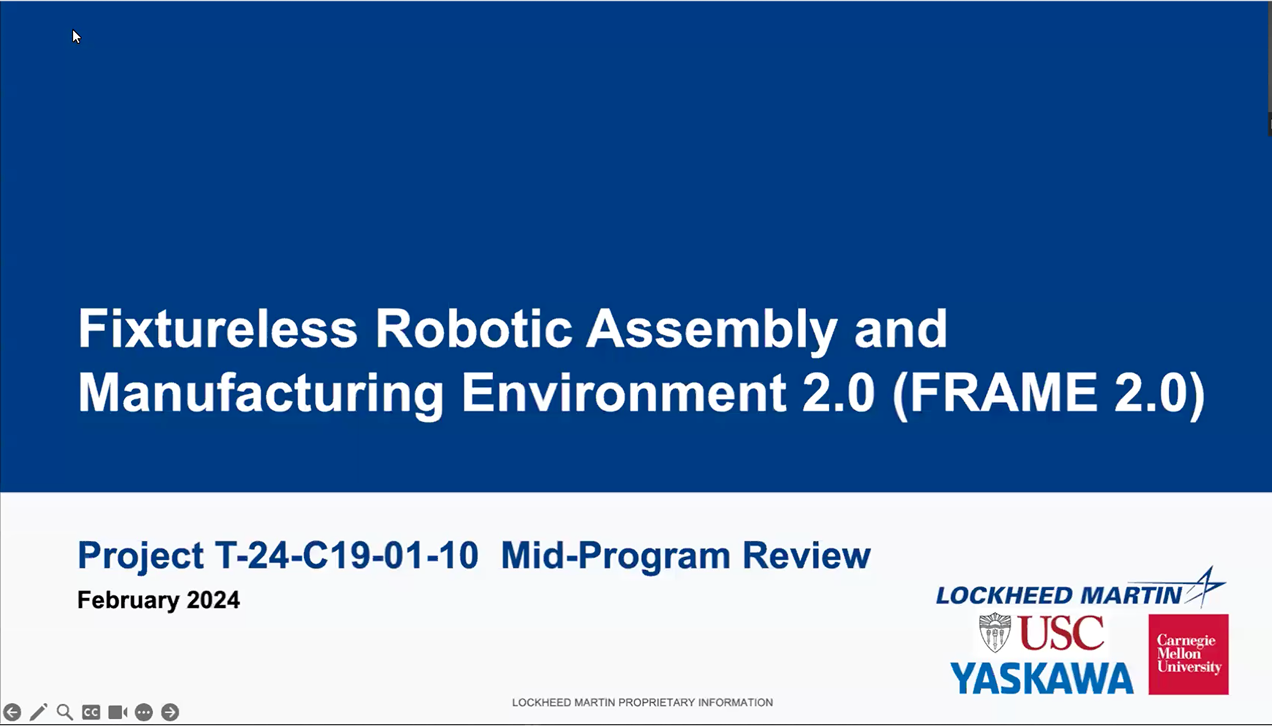 Fixtureless Robotic Assembly and
Manufacturing Environment 2.0 (FRAME 2.0)
Project T-24-C19-01-10 Mid-Program Review
February 2024
LOCKHEED MARTIN
USC
Carnegie
Mellon
University
YASKAWA
LOCKHEED MARTIN PROPRIETARY INFORMATION
CC